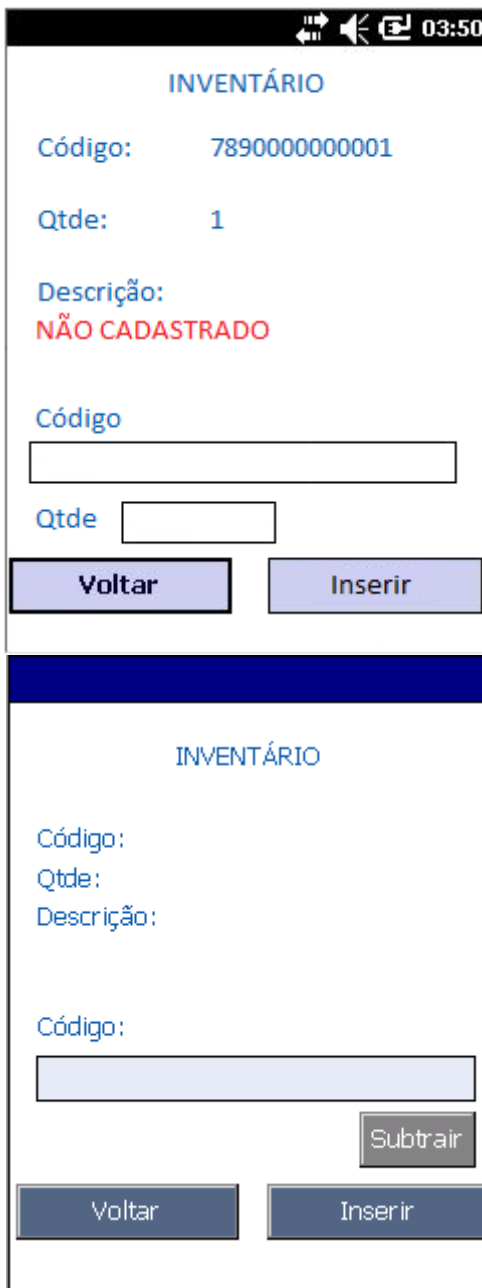 03:50
INVENTÁRIO
Código: 7890000000001
Qtde: 1
Descrição:
NÃO CADASTRADO
Código
Qtde
Voltar Inserir
INVENTÁRIO
Código:
Qtde:
Descrição:
Código:
Subtrair
Voltar Inserir